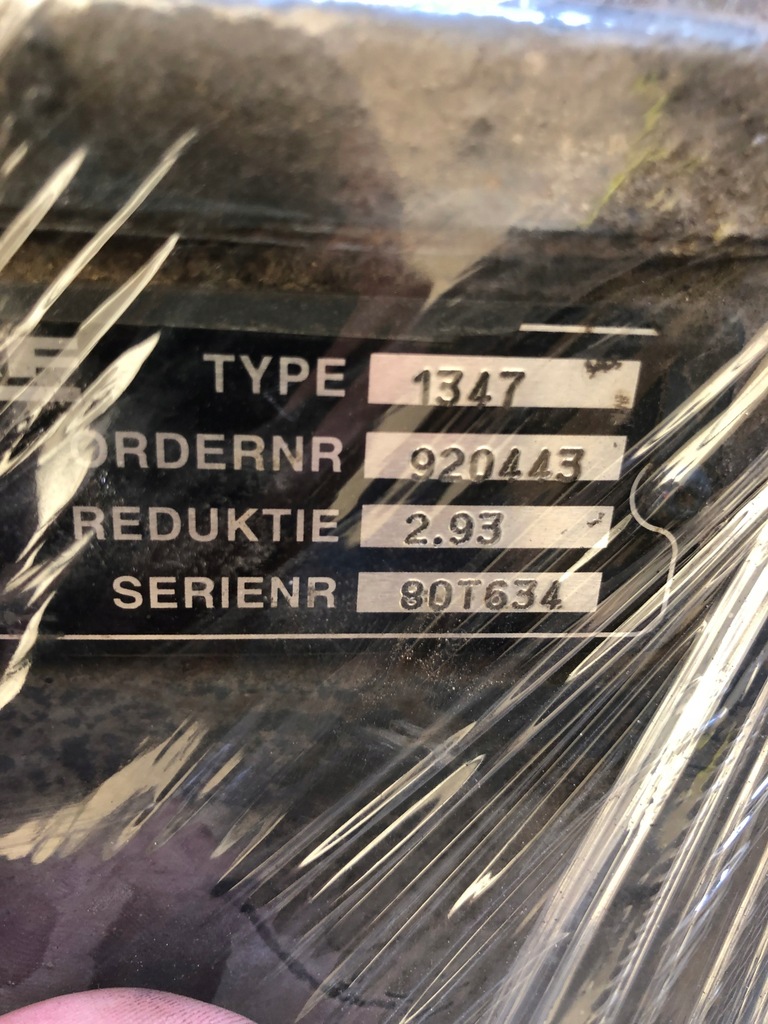 TYPE 1347
ORDERNR 920443
REDUKTIE 2.93
SERIENR 80T634